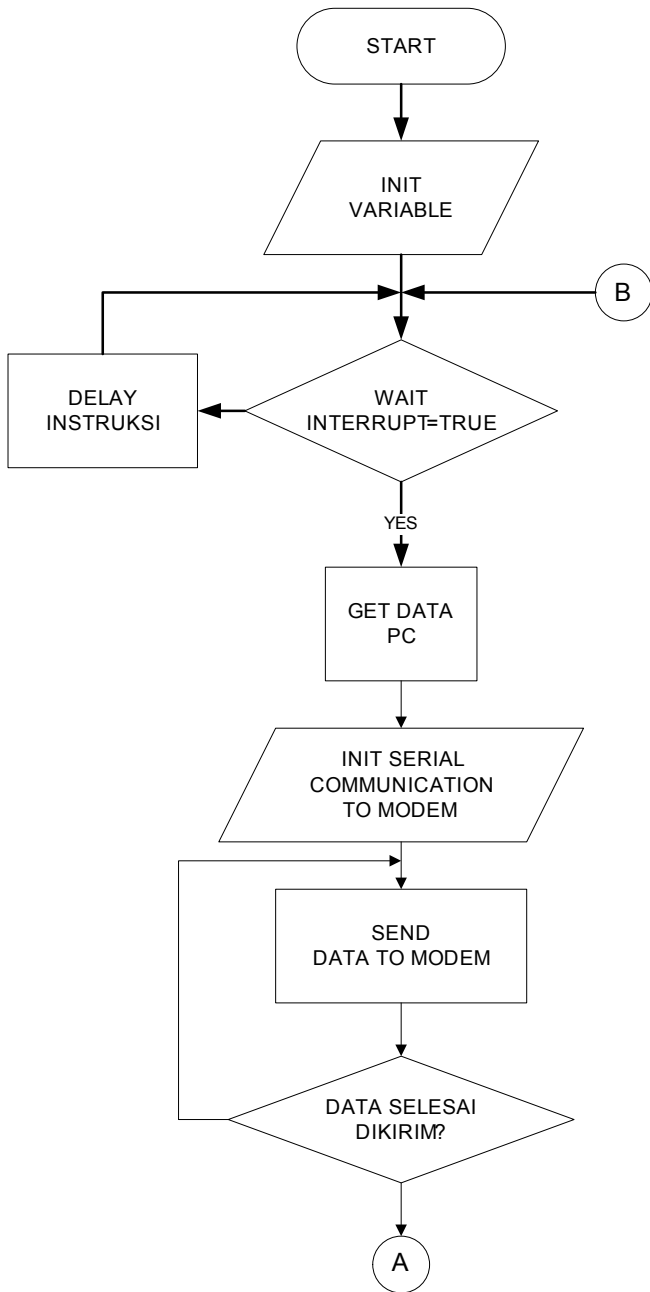 START
INIT
VARIABLE
B
DELAY
INSTRUKSI
WAIT
INTERRUPT=TRUE
YES
GET DATA
PC
INIT SERIAL
COMMUNICATION
TO MODEM
SEND
DATA TO MODEM
DATA SELESAI
DIKIRIM?
A